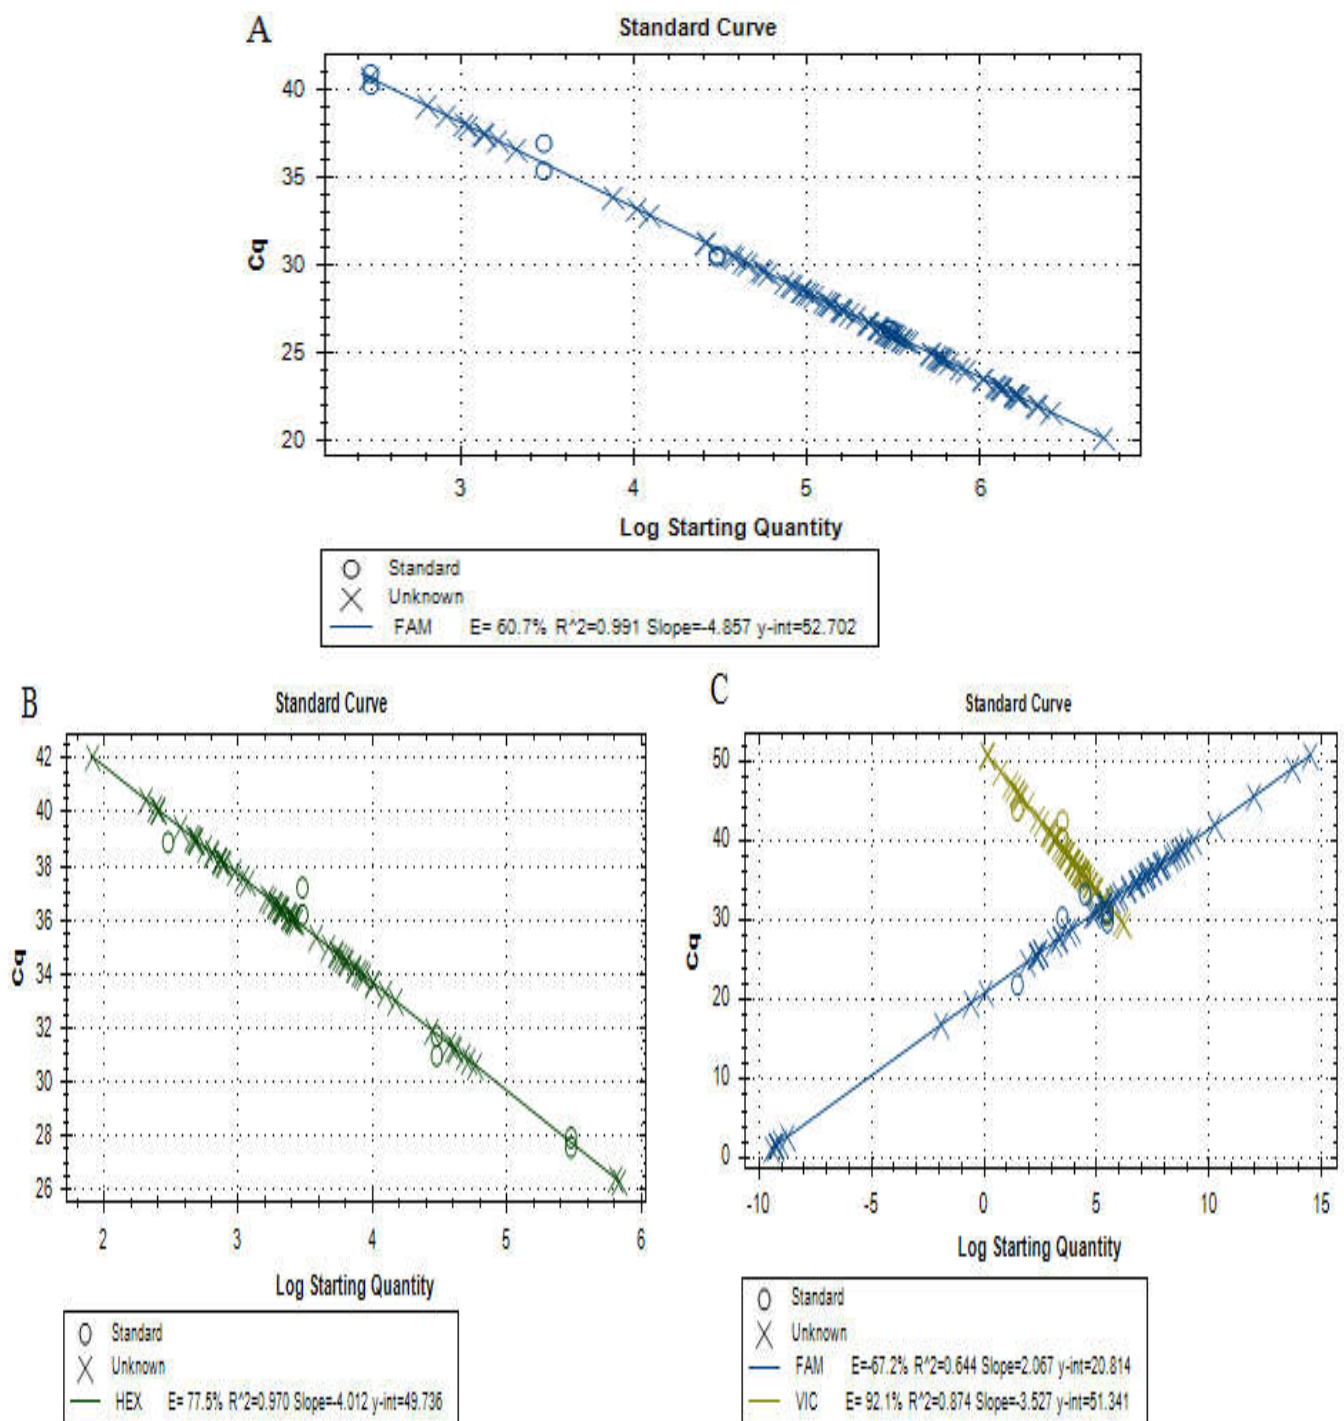 A
Standard Curve
40
35
30
25
20
Cq
3 4 5 6
Log Starting Quantity
Standard
Unknown
FAM E= 60.7% R^2=0.991 Slope=-4.857 y-int=52.702
B
Standard Curve
42
40
38
36
34
32
30
28
26
Cq
2 3 4 5 6
Log Starting Quantity
Standard
Unknown
HEX E= 77.5% R^2=0.970 Slope=-4.012 y-int=49.736
C
Standard Curve
50
40
30
20
10
0
Cq
-10 -5 0 5 10 15
Log Starting Quantity
Standard
Unknown
FAM E=-67.2% R^2=0.644 Slope=2.067 y-int=20.814
VIC E= 92.1% R^2=0.874 Slope=-3.527 y-int=51.341